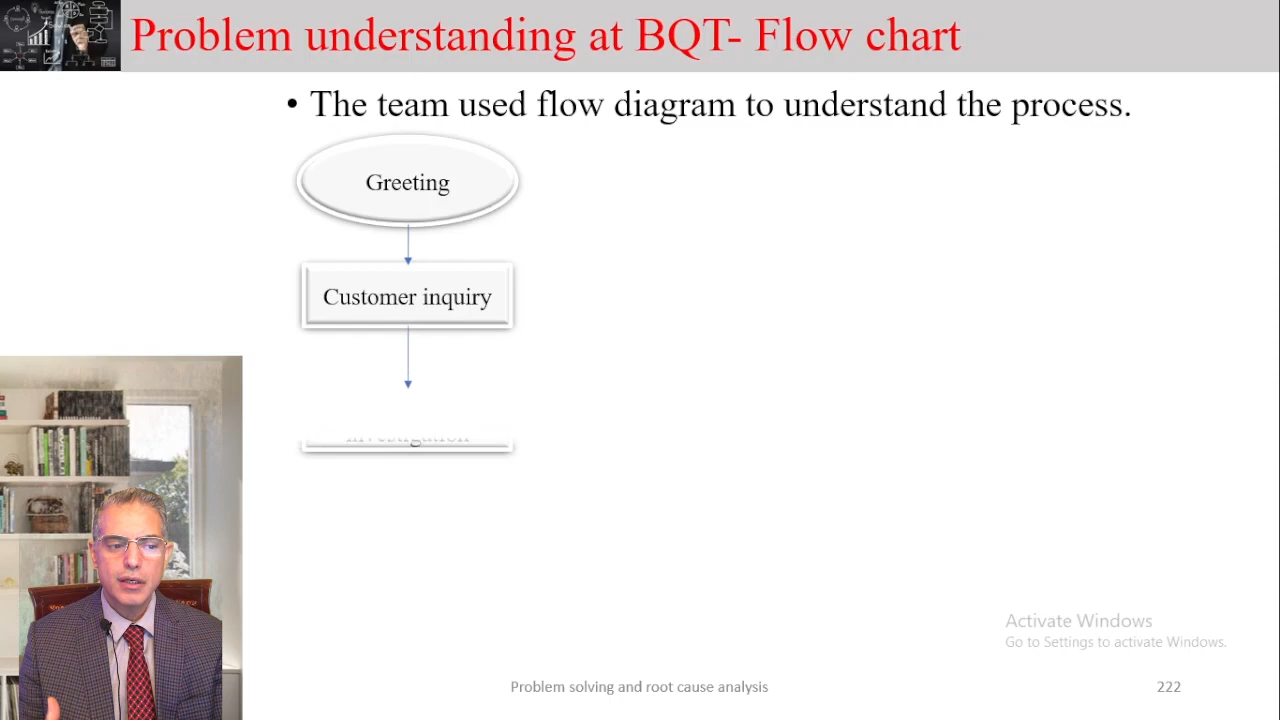 Problem understanding at BQT- Flow chart
• The team used flow diagram to understand the process.
Greeting
Customer inquiry
investigation
Activate Windows
Go to Settings to activate Windows.
Problem solving and root cause analysis
222